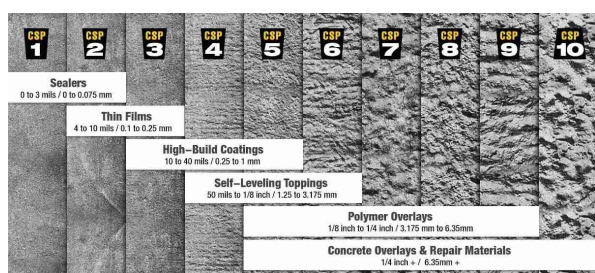 CSP 1
CSP 2
CSP 3
CSP 4
CSP 5
CSP 6
CSP 7
CSP 8
CSP 9
CSP 10
Sealers
0 to 3 mils / 0 to 0.075 mm
Thin Films
4 to 10 mils / 0.1 to 0.25 mm
High-Build Coatings
10 to 40 mils / 0.25 to 1 mm
Self-Leveling Toppings
50 mils to 1/8 inch / 1.25 to 3.175 mm
Polymer Overlays
1/8 inch to 1/4 inch / 3.175 mm to 6.35mm
Concrete Overlays & Repair Materials
1/4 inch + / 6.35mm +